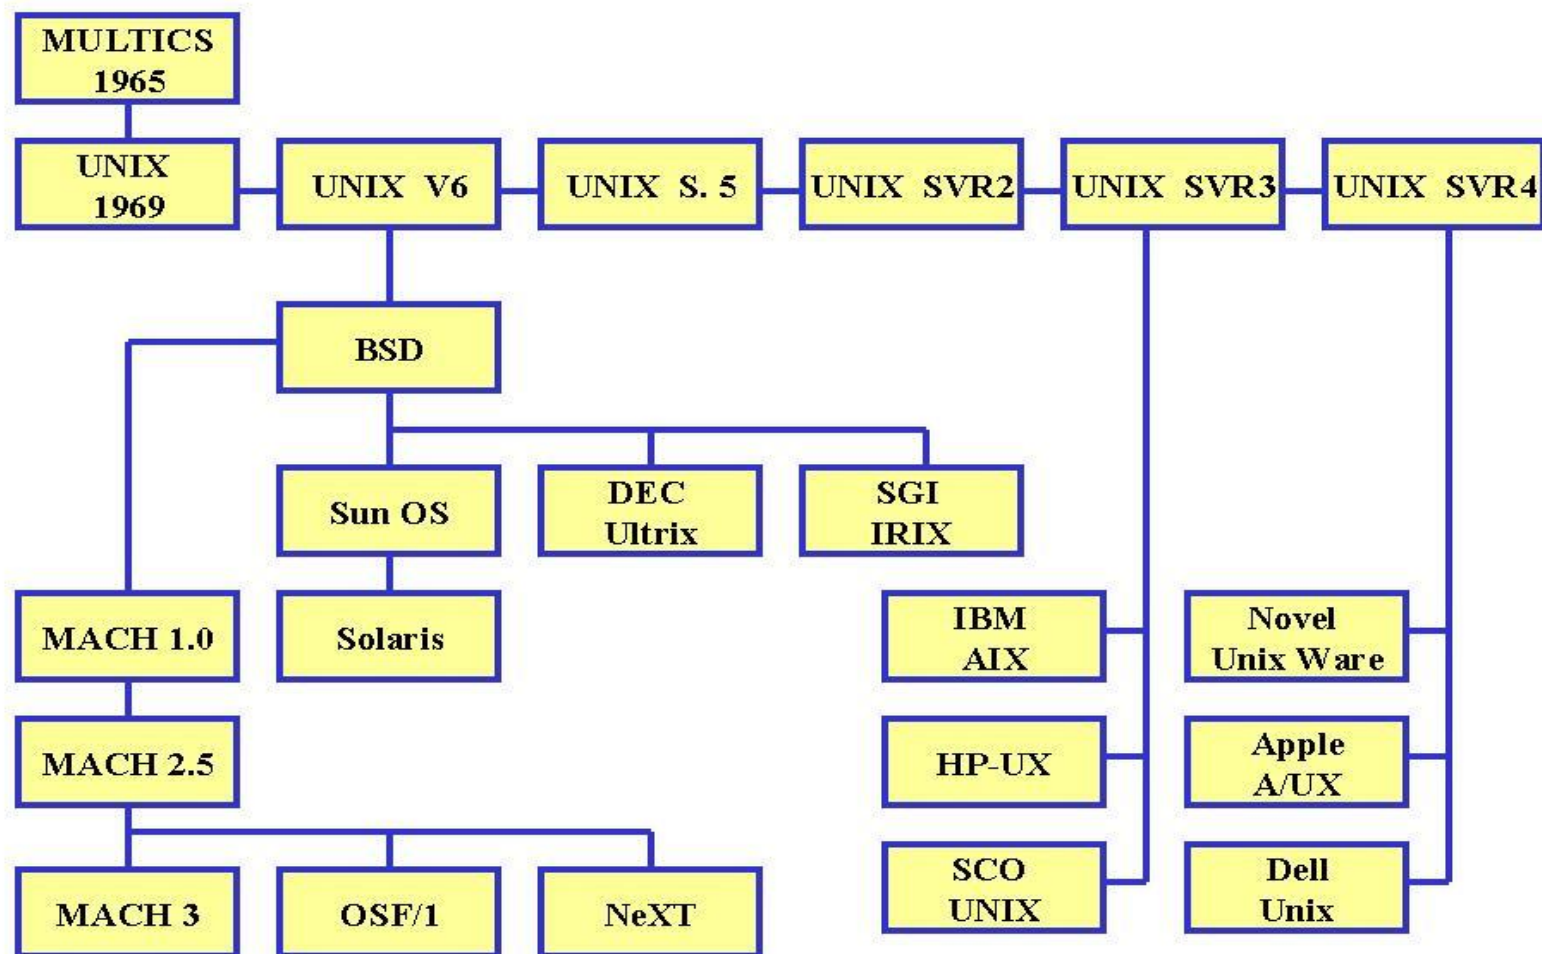 MULTICS
1965
UNIX
1969
UNIX V6
UNIX S. 5
UNIX SVR2
UNIX SVR3
UNIX SVR4
BSD
Sun OS
DEC
Ultrix
SGI
IRIX
MACH 1.0
Solaris
IBM
AIX
Novel
Unix Ware
MACH 2.5
HP-UX
Apple
A/UX
MACH 3
OSF/1
NeXT
SCO
UNIX
Dell
Unix